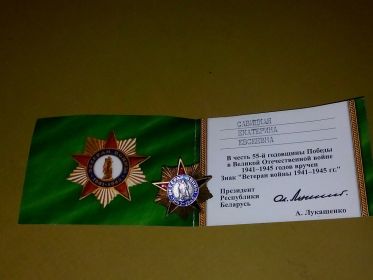 САВИЦКАЯ
ЕКАТЕРИНА
ЕВСЕЕВНА
В честь 55-й годовщины Победы
в Великой Отечественной войне
1941–1945 годов вручен
Знак "Ветеран войны 1941–1945 гг."
Президент
Республики
Беларусь
А. Лукашенко